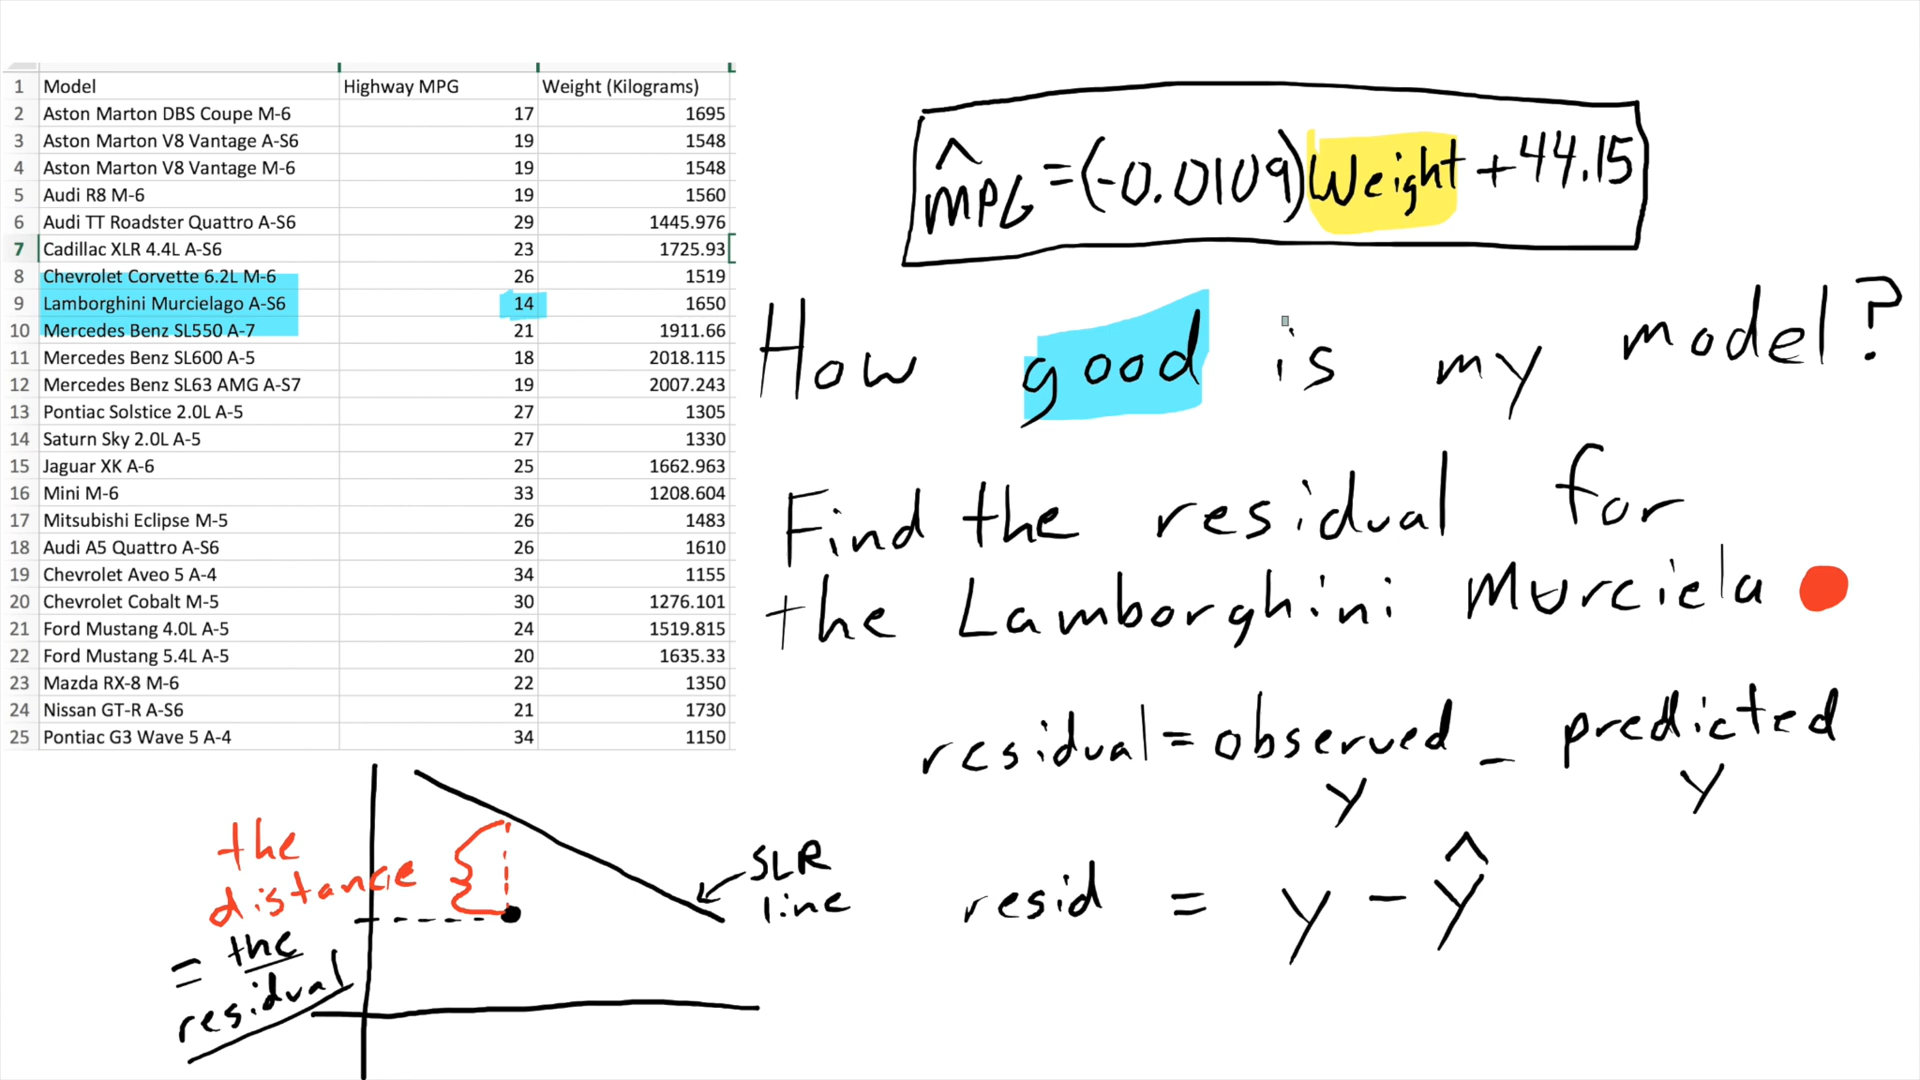 1 Model Highway MPG Weight (Kilograms)
2 Aston Marton DBS Coupe M-6 17 1695
3 Aston Marton V8 Vantage A-S6 19 1548
4 Aston Marton V8 Vantage M-6 19 1548
5 Audi R8 M-6 19 1560
6 Audi TT Roadster Quattro A-S6 29 1445.976
7 Cadillac XLR 4.4L A-S6 23 1725.93
8 Chevrolet Corvette 6.2L M-6 26 1519
9 Lamborghini Murcielago A-S6 14 1650
10 Mercedes Benz SL550 A-7 21 1911.66
11 Mercedes Benz SL600 A-5 18 2018.115
12 Mercedes Benz SL63 AMG A-S7 19 2007.243
13 Pontiac Solstice 2.0L A-5 27 1305
14 Saturn Sky 2.0L A-5 27 1330
15 Jaguar XK A-6 25 1662.963
16 Mini M-6 33 1208.604
17 Mitsubishi Eclipse M-5 26 1483
18 Audi A5 Quattro A-S6 26 1610
19 Chevrolet Aveo 5 A-4 34 1155
20 Chevrolet Cobalt M-5 30 1276.101
21 Ford Mustang 4.0L A-5 24 1519.815
22 Ford Mustang 5.4L A-5 20 1635.33
23 Mazda RX-8 M-6 22 1350
24 Nissan GT-R A-S6 21 1730
25 Pontiac G3 Wave 5 A-4 34 1150
^
mPG = (-0.0109) Weight + 44.15
How good is my model?
Find the residual for
the Lamborghini Murciela
residual = observed - predicted
y y
resid = y - ŷ
the
distance
= the
residual
SLR
line